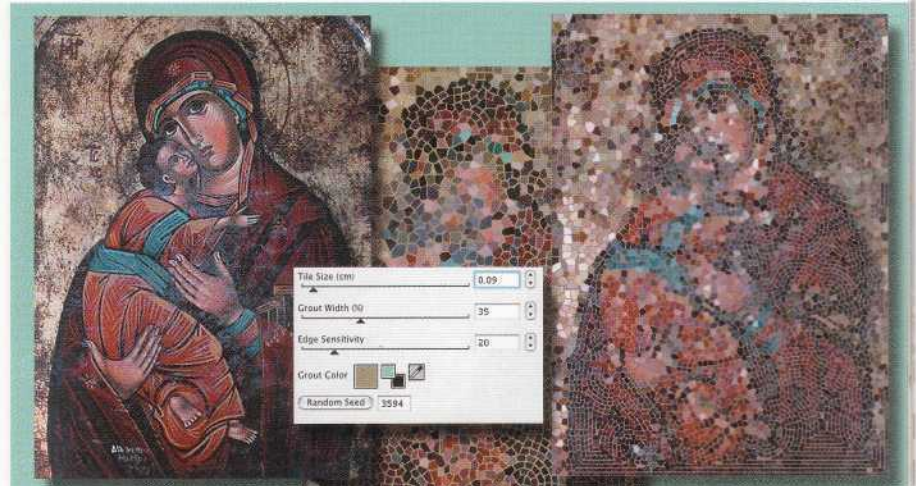 Tile Size (cm)
0.09
Grout Width (%)
35
Edge Sensitivity
20
Grout Color
Random Seed
3594